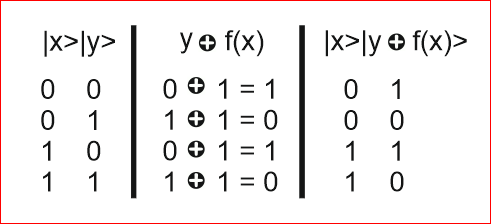 |x>|y> y ⊕ f(x) |x>|y ⊕ f(x)>
0 0 0 ⊕ 1 = 1 0 1
0 1 1 ⊕ 1 = 0 0 0
1 0 0 ⊕ 1 = 1 1 1
1 1 1 ⊕ 1 = 0 1 0